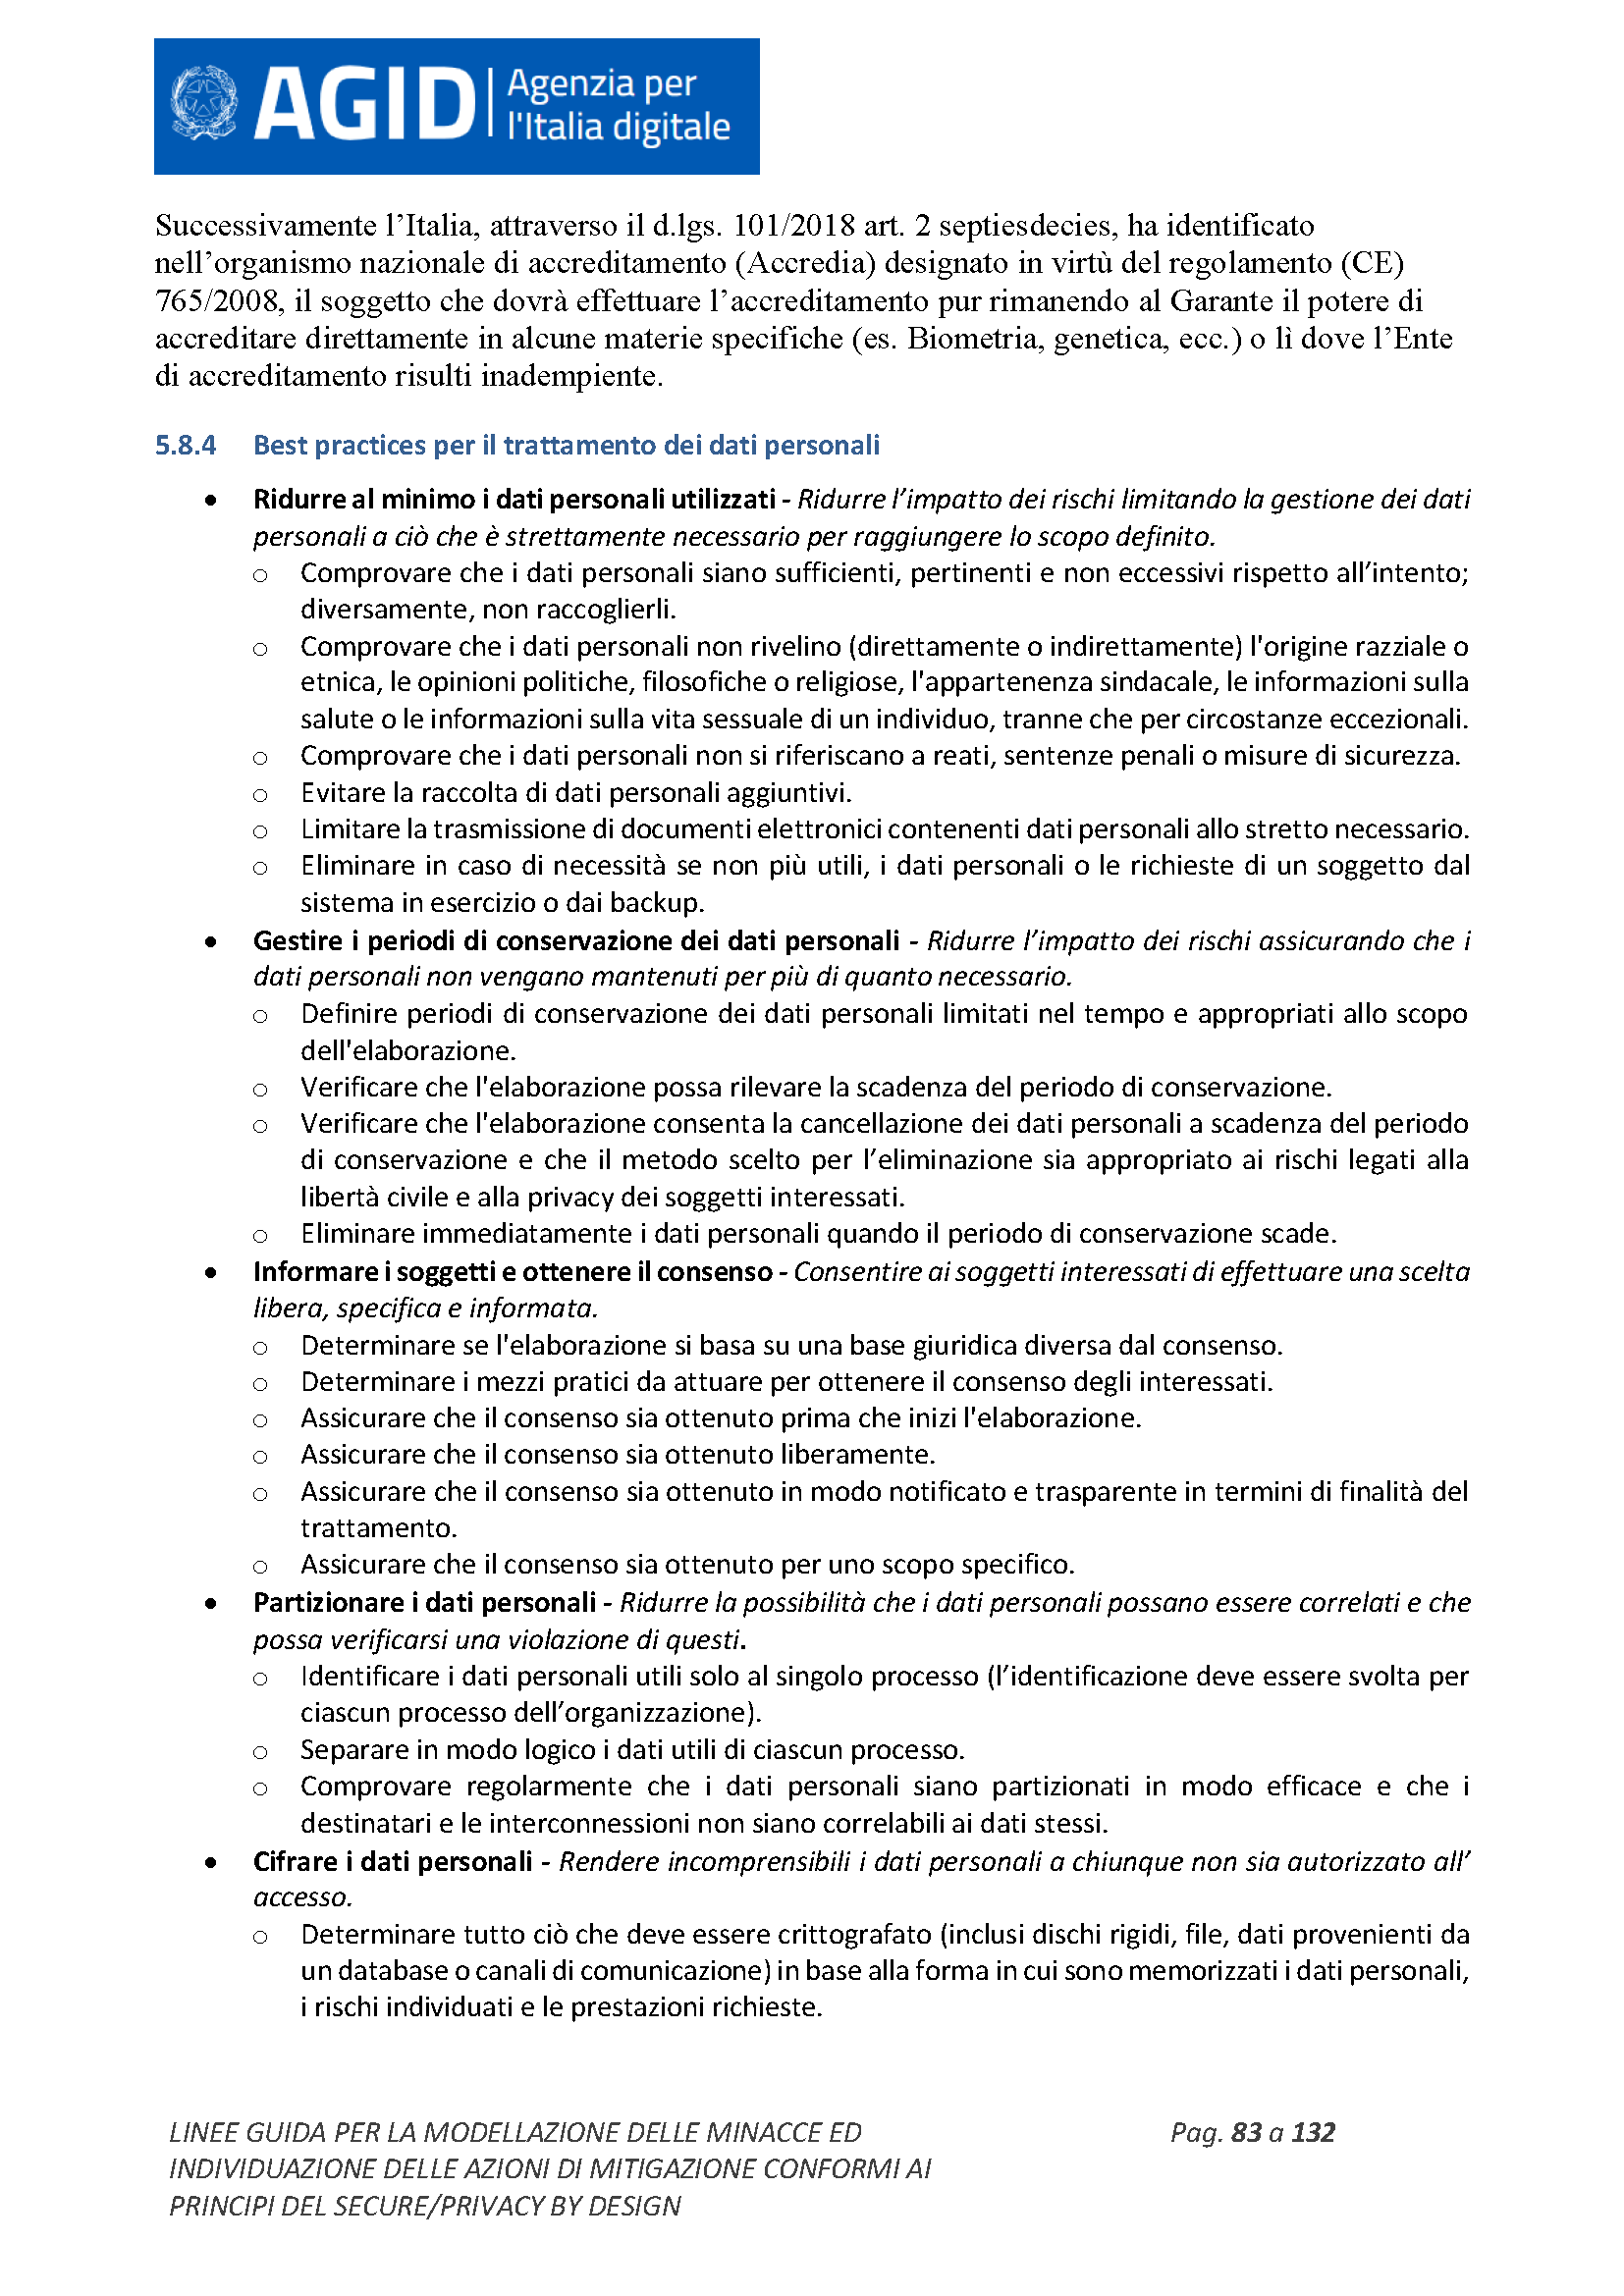 AGID Agenzia per
l'Italia digitale
Successivamente l’Italia, attraverso il d.lgs. 101/2018 art. 2 septiesdecies, ha identificato
nell’organismo nazionale di accreditamento (Accredia) designato in virtù del regolamento (CE)
765/2008, il soggetto che dovrà effettuare l’accreditamento pur rimanendo al Garante il potere di
accreditare direttamente in alcune materie specifiche (es. Biometria, genetica, ecc.) o lì dove l’Ente
di accreditamento risulti inadempiente.
5.8.4 Best practices per il trattamento dei dati personali
• Ridurre al minimo i dati personali utilizzati - Ridurre l’impatto dei rischi limitando la gestione dei dati
personali a ciò che è strettamente necessario per raggiungere lo scopo definito.
o Comprovare che i dati personali siano sufficienti, pertinenti e non eccessivi rispetto all’intento;
diversamente, non raccoglierli.
o Comprovare che i dati personali non rivelino (direttamente o indirettamente) l'origine razziale o
etnica, le opinioni politiche, filosofiche o religiose, l'appartenenza sindacale, le informazioni sulla
salute o le informazioni sulla vita sessuale di un individuo, tranne che per circostanze eccezionali.
o Comprovare che i dati personali non si riferiscano a reati, sentenze penali o misure di sicurezza.
o Evitare la raccolta di dati personali aggiuntivi.
o Limitare la trasmissione di documenti elettronici contenenti dati personali allo stretto necessario.
o Eliminare in caso di necessità se non più utili, i dati personali o le richieste di un soggetto dal
sistema in esercizio o dai backup.
• Gestire i periodi di conservazione dei dati personali - Ridurre l’impatto dei rischi assicurando che i
dati personali non vengano mantenuti per più di quanto necessario.
o Definire periodi di conservazione dei dati personali limitati nel tempo e appropriati allo scopo
dell'elaborazione.
o Verificare che l'elaborazione possa rilevare la scadenza del periodo di conservazione.
o Verificare che l'elaborazione consenta la cancellazione dei dati personali a scadenza del periodo
di conservazione e che il metodo scelto per l’eliminazione sia appropriato ai rischi legati alla
libertà civile e alla privacy dei soggetti interessati.
o Eliminare immediatamente i dati personali quando il periodo di conservazione scade.
• Informare i soggetti e ottenere il consenso - Consentire ai soggetti interessati di effettuare una scelta
libera, specifica e informata.
o Determinare se l'elaborazione si basa su una base giuridica diversa dal consenso.
o Determinare i mezzi pratici da attuare per ottenere il consenso degli interessati.
o Assicurare che il consenso sia ottenuto prima che inizi l'elaborazione.
o Assicurare che il consenso sia ottenuto liberamente.
o Assicurare che il consenso sia ottenuto in modo notificato e trasparente in termini di finalità del
trattamento.
o Assicurare che il consenso sia ottenuto per uno scopo specifico.
• Partizionare i dati personali - Ridurre la possibilità che i dati personali possano essere correlati e che
possa verificarsi una violazione di questi.
o Identificare i dati personali utili solo al singolo processo (l’identificazione deve essere svolta per
ciascun processo dell’organizzazione).
o Separare in modo logico i dati utili di ciascun processo.
o Comprovare regolarmente che i dati personali siano partizionati in modo efficace e che i
destinatari e le interconnessioni non siano correlabili ai dati stessi.
• Cifrare i dati personali - Rendere incomprensibili i dati personali a chiunque non sia autorizzato all’
accesso.
o Determinare tutto ciò che deve essere crittografato (inclusi dischi rigidi, file, dati provenienti da
un database o canali di comunicazione) in base alla forma in cui sono memorizzati i dati personali,
i rischi individuati e le prestazioni richieste.
LINEE GUIDA PER LA MODELLAZIONE DELLE MINACCE ED Pag. 83 a 132
INDIVIDUAZIONE DELLE AZIONI DI MITIGAZIONE CONFORMI AI
PRINCIPI DEL SECURE/PRIVACY BY DESIGN